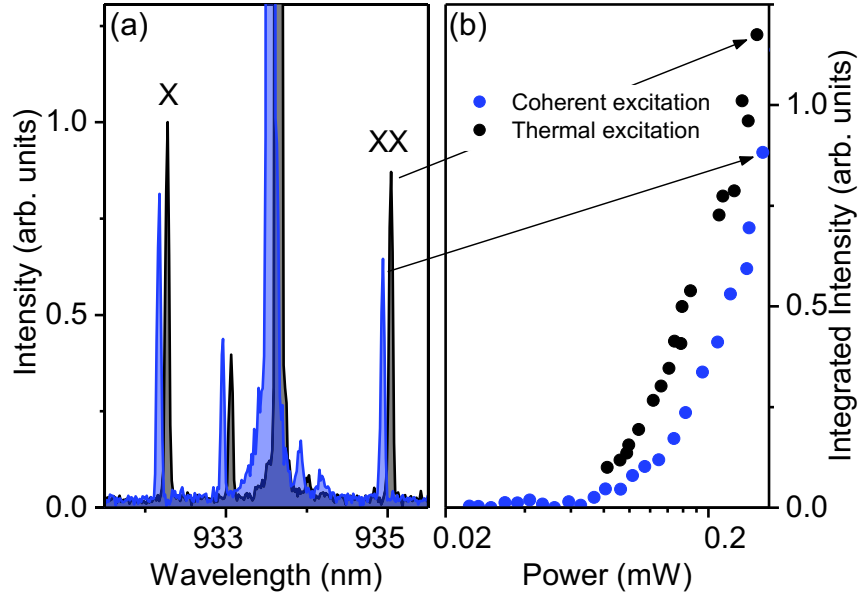 (a)
X
XX
1.0
0.5
0.0
933
935
Wavelength (nm)
Intensity (arb. units)
(b)
Coherent excitation
Thermal excitation
1.0
0.5
0.0
0.02
0.2
Power (mW)
Integrated Intensity (arb. units)